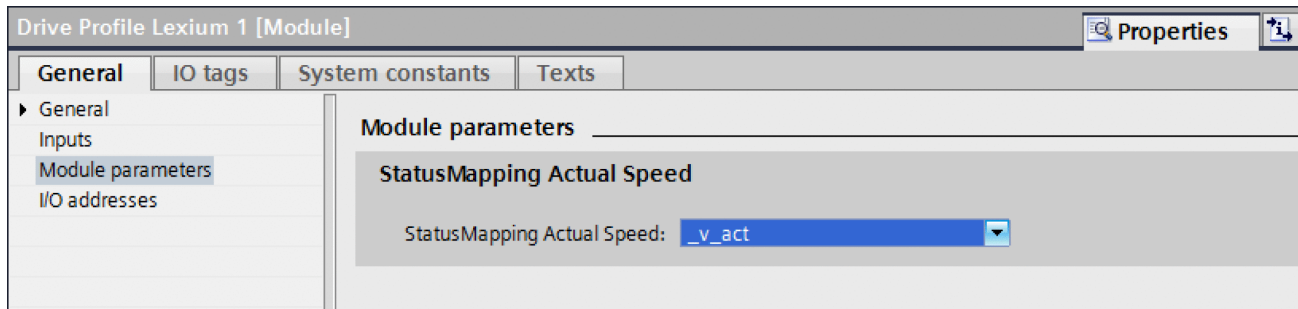 Drive Profile Lexium 1 [Module]
Properties
General
IO tags
System constants
Texts
General
Inputs
Module parameters
I/O addresses
Module parameters
StatusMapping Actual Speed
StatusMapping Actual Speed:
_v_act